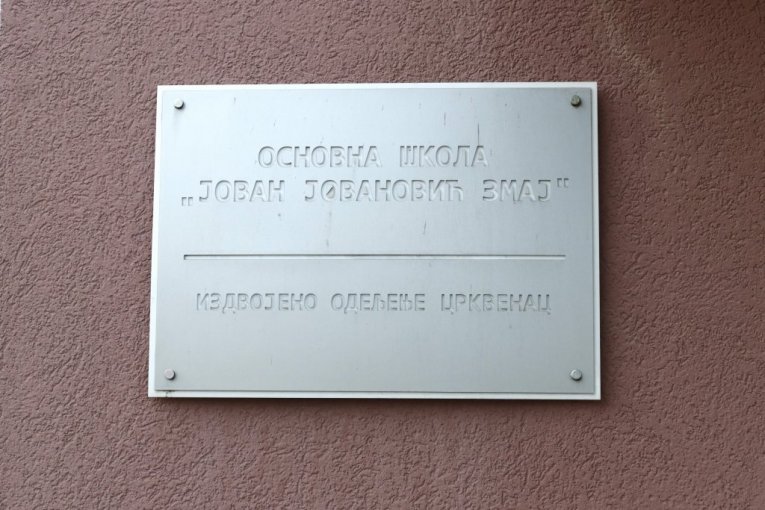 ОСНОВНА ШКОЛА
„ЈОВАН ЈОВАНОВИЋ ЗМАЈ"
ИЗДВОЈЕНО ОДЕЉЕЊЕ ЦРКВЕНАЦ